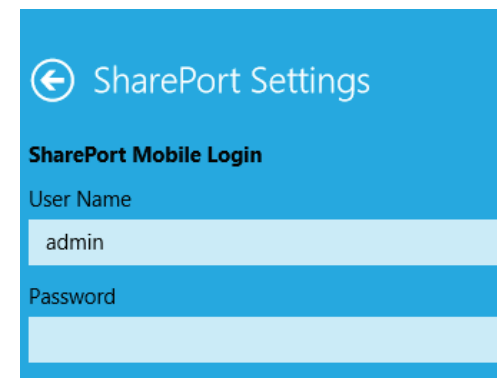 SharePort Settings
SharePort Mobile Login
User Name
admin
Password